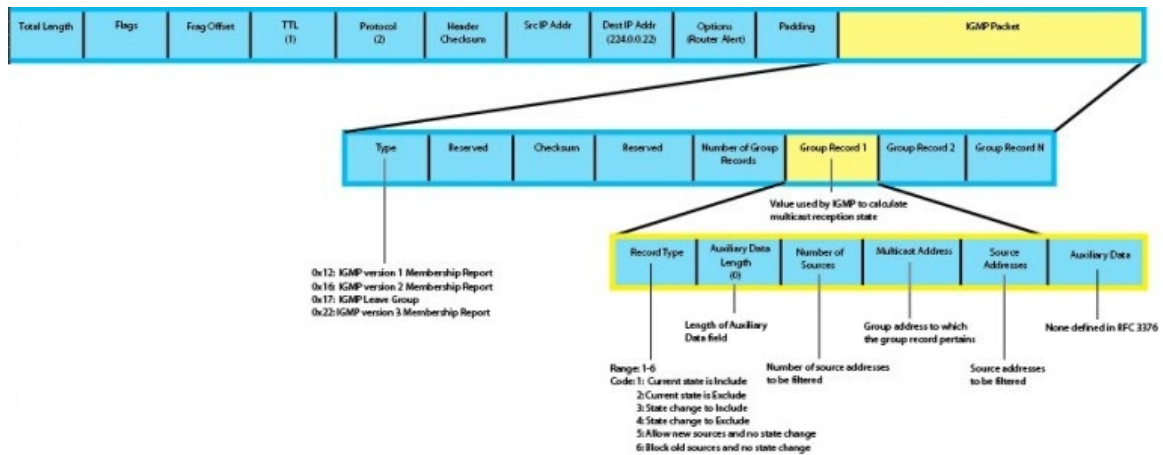 Total Length
Flags
Frag Offset
TTL
(1)
Protocol
(2)
Header
Checksum
Src IP Addr
Dest IP Addr
(224.0.0.22)
Options
(Router Alert)
Padding
IGMP Packet
Type
Reserved
Checksum
Reserved
Number of Group
Records
Group Record 1
Group Record 2
Group Record N
Value used by IGMP to calculate
multicast reception state
Record Type
Auxiliary Data
Length
(0)
Number of
Sources
Multicast Address
Source
Addresses
Auxiliary Data
0x12: IGMP version 1 Membership Report
0x16: IGMP version 2 Membership Report
0x17: IGMP Leave Group
0x22: IGMP version 3 Membership Report
Length of Auxiliary
Data field
Group address to which
the group record pertains
None defined in RFC 3376
Range: 1-6
Code: 1: Current state is Include
2: Current state is Exclude
3: State change to Include
4: State change to Exclude
5: Allow new sources and no state change
6: Block old sources and no state change
Number of source addresses
to be filtered
Source addresses
to be filtered